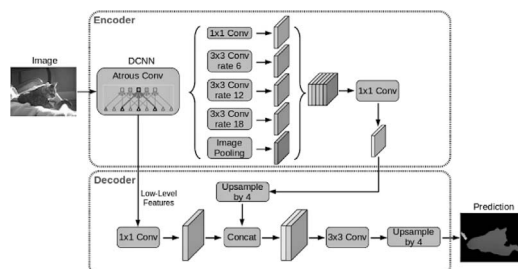 Encoder
Image
DCNN
Atrous Conv
1x1 Conv
3x3 Conv
rate 6
3x3 Conv
rate 12
3x3 Conv
rate 18
Image
Pooling
1x1 Conv
Decoder
Low-Level
Features
Upsample
by 4
1x1 Conv
Concat
3x3 Conv
Upsample
by 4
Prediction